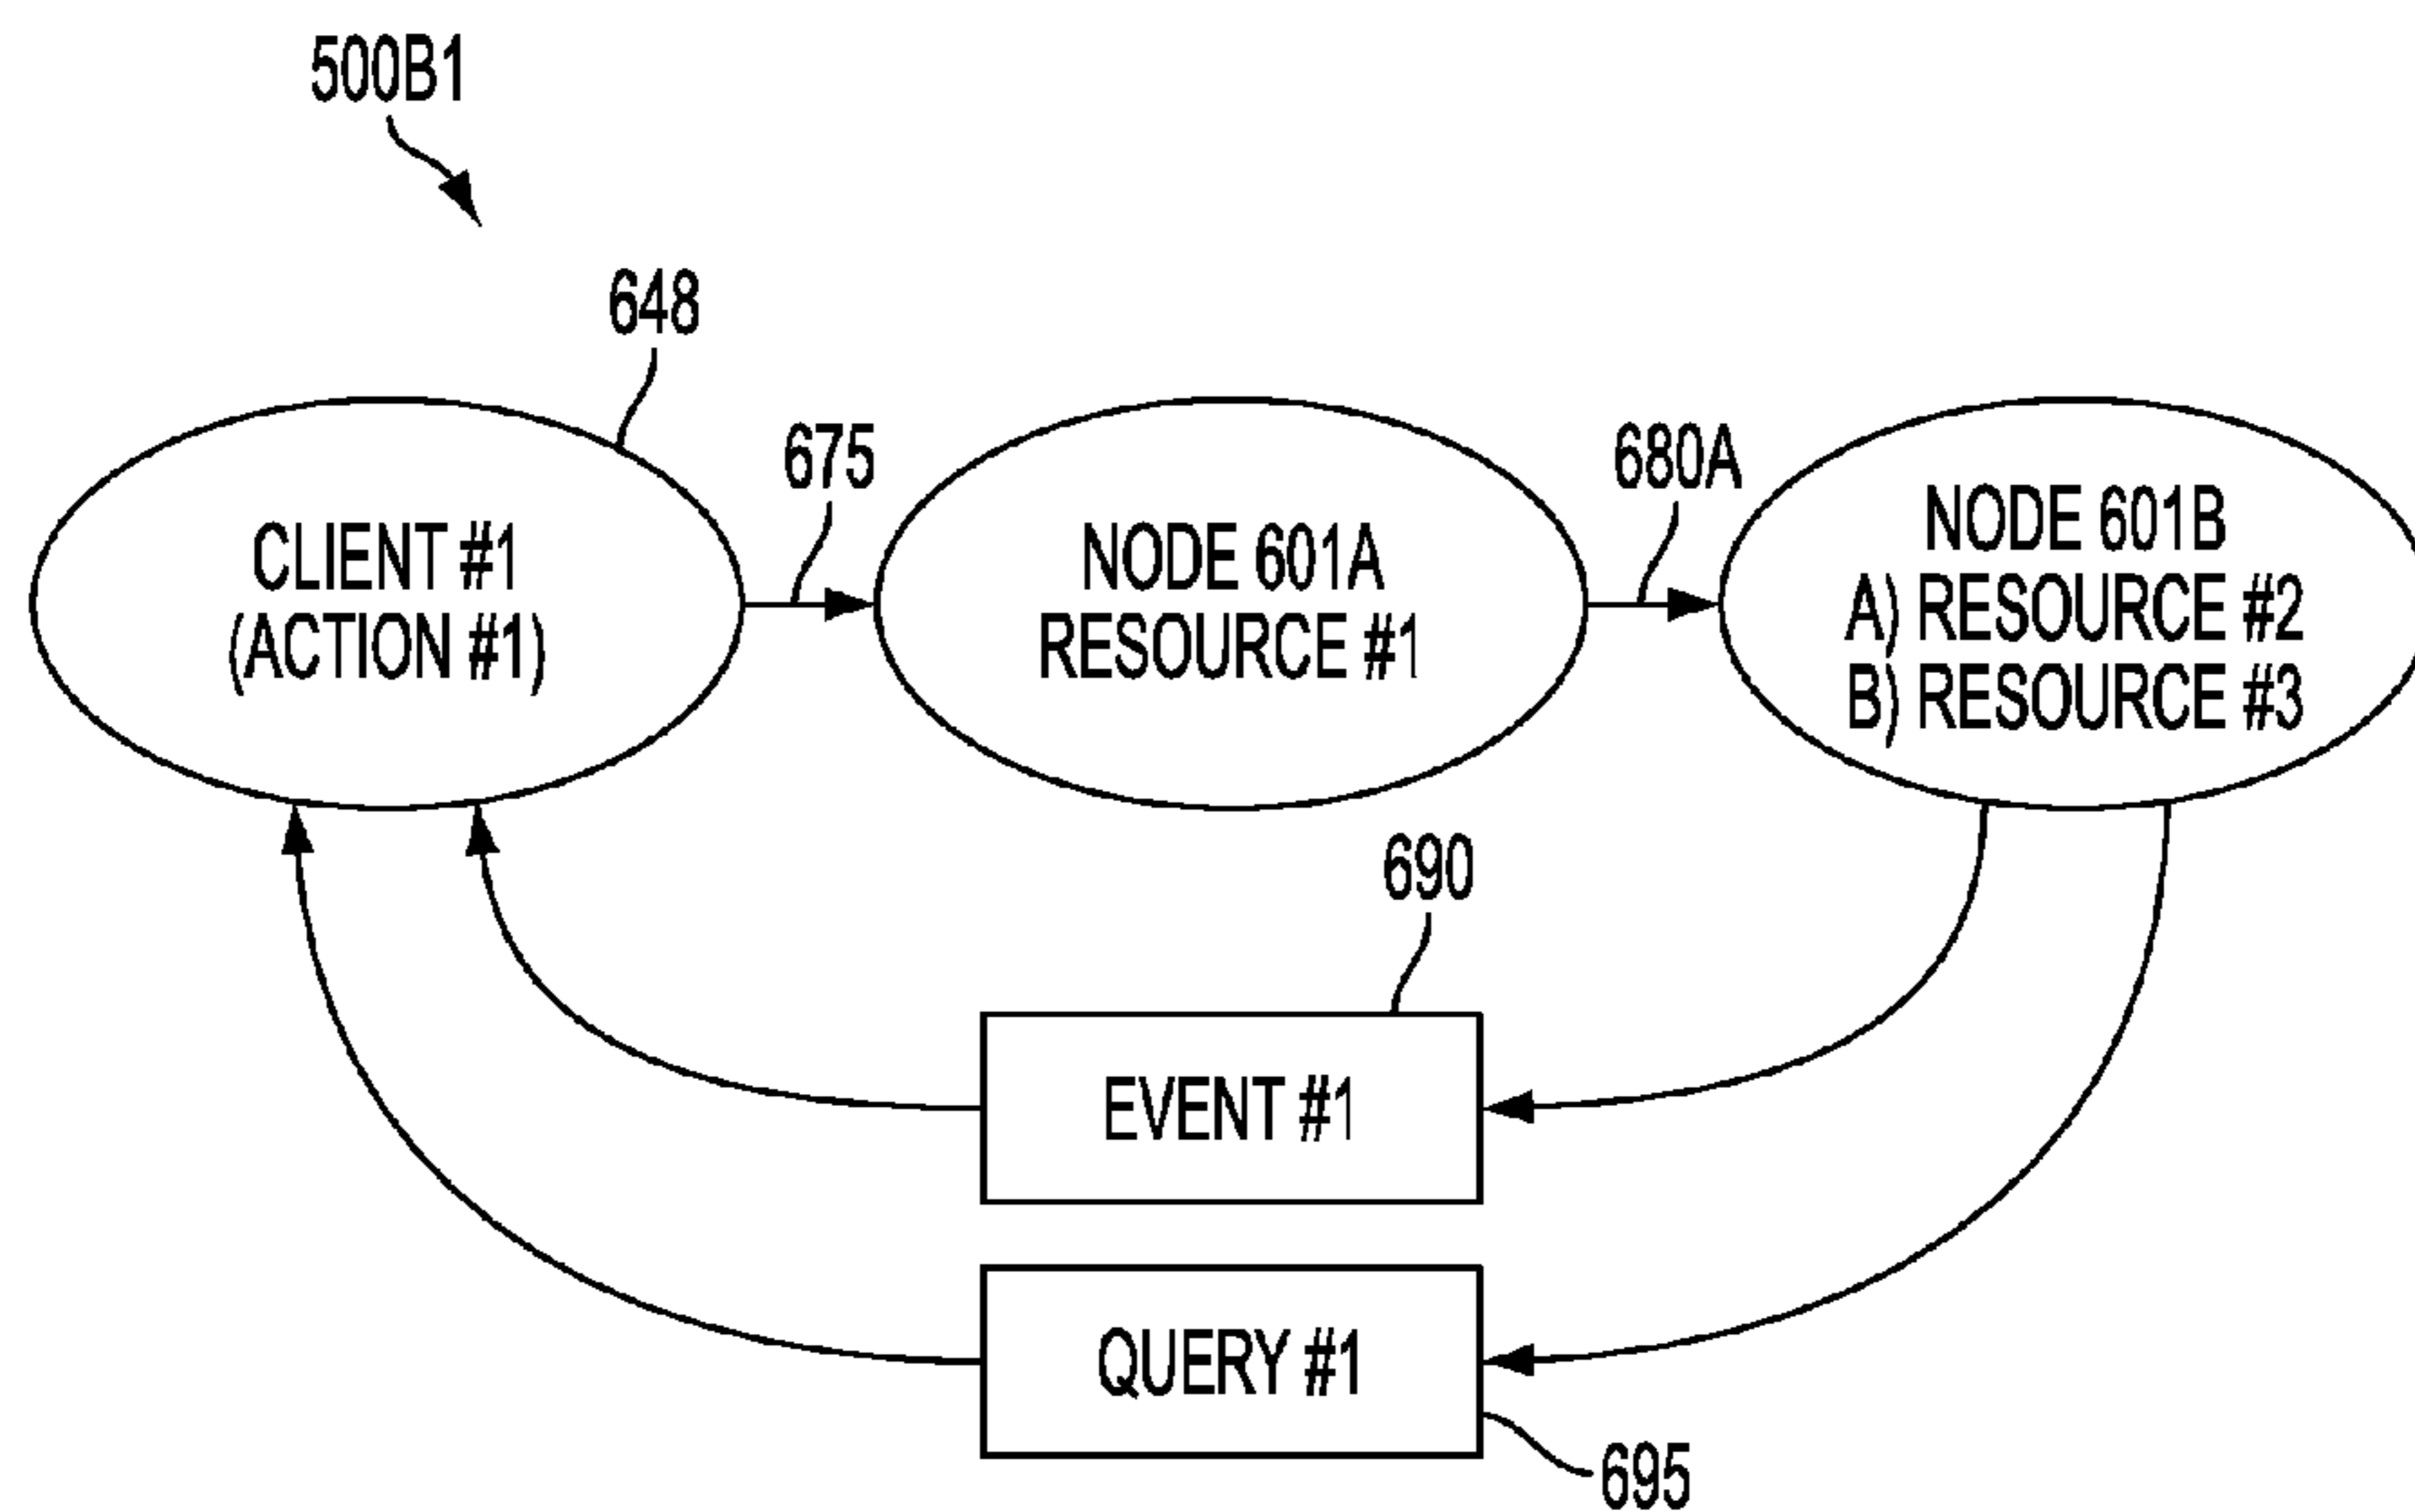 500B1
648
675
680A
CLIENT #1
(ACTION #1)
NODE 601A
RESOURCE #1
NODE 601B
A) RESOURCE #2
B) RESOURCE #3
690
EVENT #1
QUERY #1
695